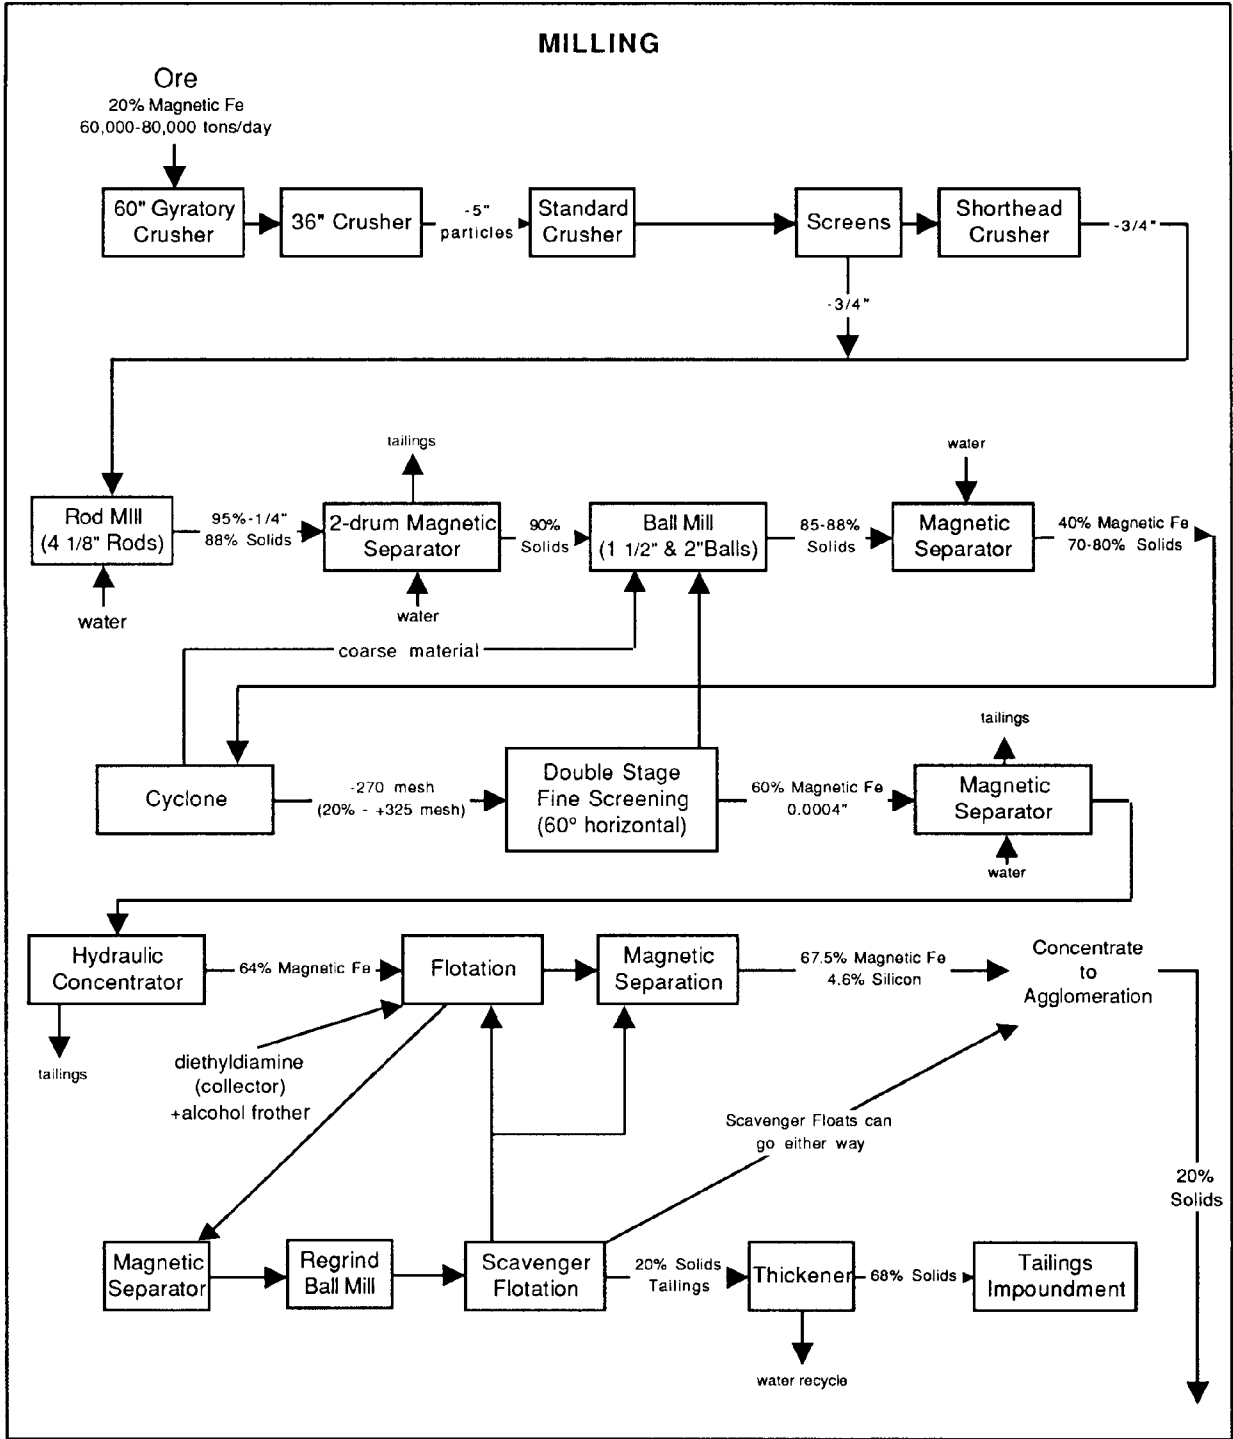 MILLING
Ore
20% Magnetic Fe
60,000-80,000 tons/day
60" Gyratory
Crusher
36" Crusher
-5"
particles
Standard
Crusher
Screens
Shorthead
Crusher
-3/4"
-3/4"
tailings
water
Rod Mill
(4 1/8" Rods)
95%-1/4"
88% Solids
2-drum Magnetic
Separator
90%
Solids
Ball Mill
(1 1/2" & 2"Balls)
85-88%
Solids
Magnetic
Separator
40% Magnetic Fe
70-80% Solids
water
water
coarse material
tailings
Cyclone
-270 mesh
(20% - +325 mesh)
Double Stage
Fine Screening
(60º horizontal)
60% Magnetic Fe
0.0004"
Magnetic
Separator
water
Hydraulic
Concentrator
64% Magnetic Fe
Flotation
Magnetic
Separation
67.5% Magnetic Fe
4.6% Silicon
Concentrate
to
Agglomeration
tailings
diethyldiamine
(collector)
+alcohol frother
Scavenger Floats can
go either way
20%
Solids
Magnetic
Separator
Regrind
Ball Mill
Scavenger
Flotation
20% Solids
Tailings
Thickener
68% Solids
Tailings
Impoundment
water recycle